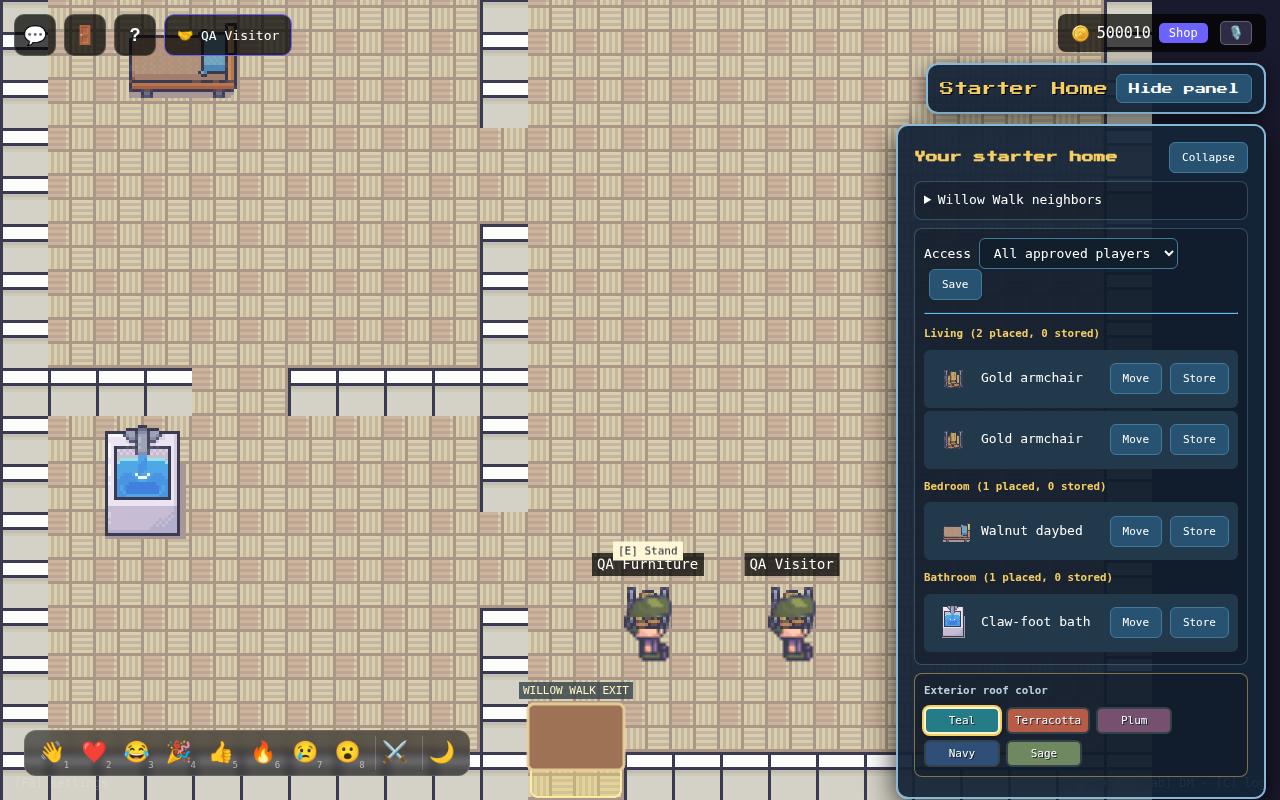 ? QA Visitor
500010 Shop
Starter Home Hide panel
Your starter home Collapse
Willow Walk neighbors
Access All approved players
Save
Living (2 placed, 0 stored)
Gold armchair Move Store
Gold armchair Move Store
Bedroom (1 placed, 0 stored)
Walnut daybed Move Store
Bathroom (1 placed, 0 stored)
Claw-foot bath Move Store
[E] Stand
QA Furniture QA Visitor
WILLOW WALK EXIT
Exterior roof color
Teal Terracotta Plum
Navy Sage
1 2 3 4 5 6 7 8